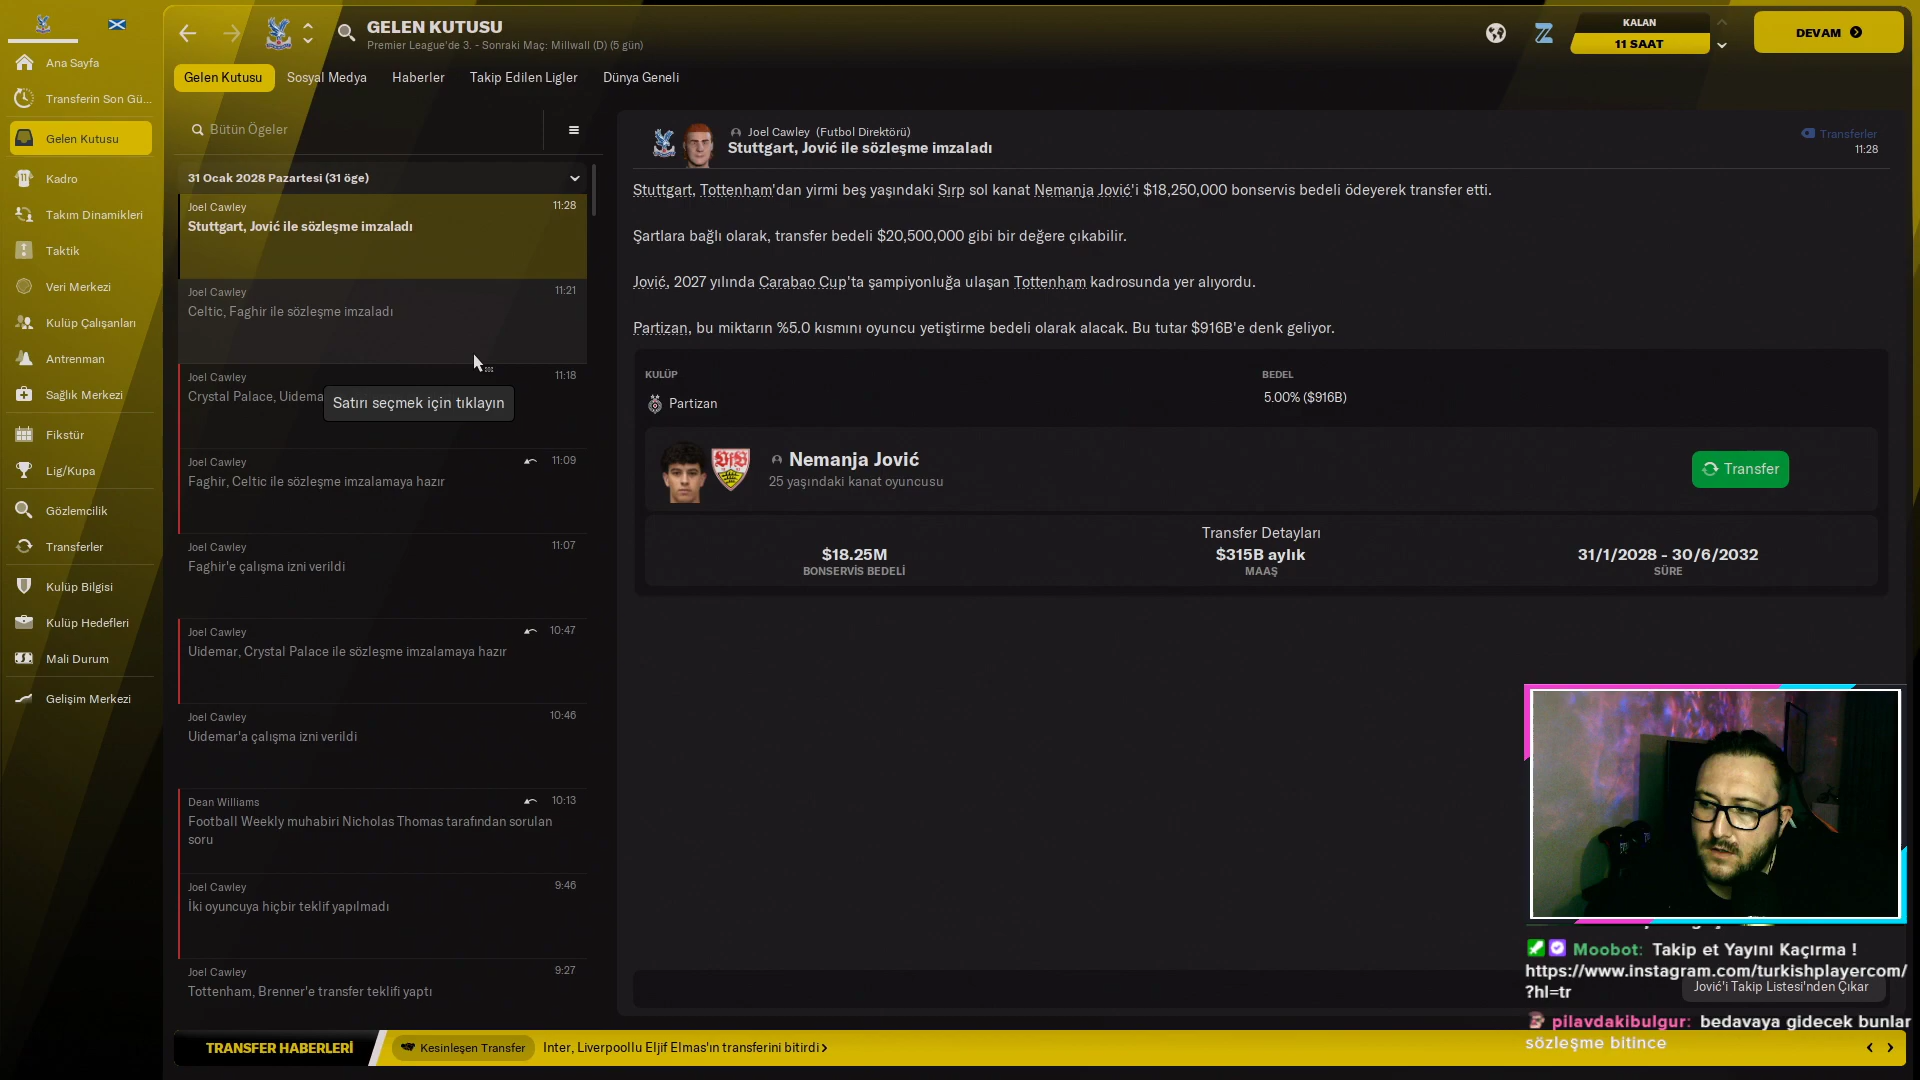 GELEN KUTUSU
Premier League'de 3. - Sonraki Maç: Millwall (D) (5 gün)
KALAN
11 SAAT
DEVAM
Gelen Kutusu
Sosyal Medya
Haberler
Takip Edilen Ligler
Dünya Geneli
Ana Sayfa
Transferin Son Gü...
Gelen Kutusu
Kadro
Takım Dinamikleri
Taktik
Veri Merkezi
Kulüp Çalışanları
Antrenman
Sağlık Merkezi
Fikstür
Lig/Kupa
Gözlemcilik
Transferler
Kulüp Bilgisi
Kulüp Hedefleri
Mali Durum
Gelişim Merkezi
Bütün Ögeler
31 Ocak 2028 Pazartesi (31 öge)
Joel Cawley 11:28
Stuttgart, Jović ile sözleşme imzaladı
Joel Cawley 11:21
Celtic, Faghir ile sözleşme imzaladı
Joel Cawley 11:18
Crystal Palace, Uidema
Satırı seçmek için tıklayın
Joel Cawley 11:09
Faghir, Celtic ile sözleşme imzalamaya hazır
Joel Cawley 11:07
Faghir'e çalışma izni verildi
Joel Cawley 10:47
Uidemar, Crystal Palace ile sözleşme imzalamaya hazır
Joel Cawley 10:46
Uidemar'a çalışma izni verildi
Dean Williams 10:13
Football Weekly muhabiri Nicholas Thomas tarafından sorulan
soru
Joel Cawley 9:46
İki oyuncuya hiçbir teklif yapılmadı
Joel Cawley 9:27
Tottenham, Brenner'e transfer teklifi yaptı
Joel Cawley (Futbol Direktörü)
Stuttgart, Jović ile sözleşme imzaladı
Transferler
11:28
Stuttgart, Tottenham'dan yirmi beş yaşındaki Sırp sol kanat Nemanja Jović'i $18,250,000 bonservis bedeli ödeyerek transfer etti.
Şartlara bağlı olarak, transfer bedeli $20,500,000 gibi bir değere çıkabilir.
Jović, 2027 yılında Carabao Cup'ta şampiyonluğa ulaşan Tottenham kadrosunda yer alıyordu.
Partizan, bu miktarın %5.0 kısmını oyuncu yetiştirme bedeli olarak alacak. Bu tutar $916B'e denk geliyor.
KULÜP
BEDEL
Partizan
5.00% ($916B)
Nemanja Jović
25 yaşındaki kanat oyuncusu
Transfer
Transfer Detayları
$18.25M
BONSERVİS BEDELİ
$315B aylık
MAAŞ
31/1/2028 - 30/6/2032
SÜRE
Moobot: Takip et Yayını Kaçırma !
https://www.instagram.com/turkishplayercom/
?hl=tr
Jović'i Takip Listesi'nden Çıkar
pilavdakibulgur: bedavaya gidecek bunlar
sözleşme bitince
TRANSFER HABERLERİ
Kesinleşen Transfer
Inter, Liverpoollu Eljif Elmas'ın transferini bitirdi